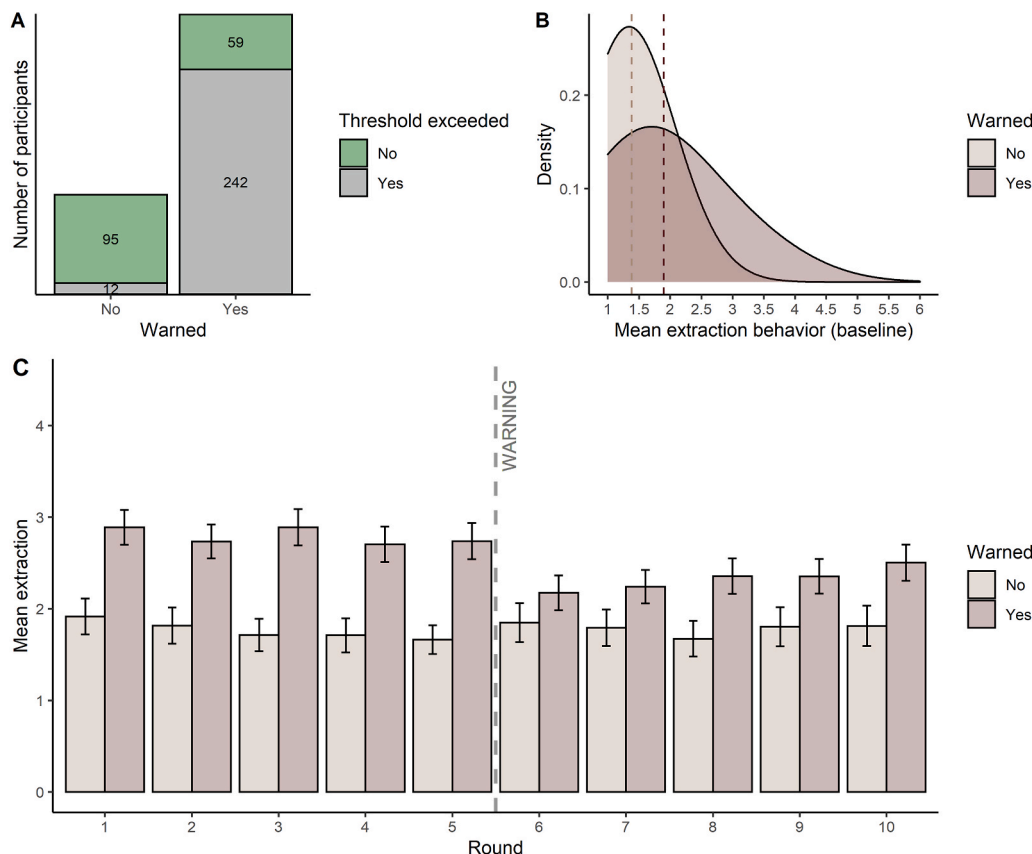 A
Number of participants
59
242
95
12
No
Yes
Warned
Threshold exceeded
No
Yes
B
Density
0.2
0.1
0.0
1 1.5 2 2.5 3 3.5 4 4.5 5 5.5 6
Mean extraction behavior (baseline)
Warned
No
Yes
C
Mean extraction
4
3
2
1
0
WARNING
1 2 3 4 5 6 7 8 9 10
Round
Warned
No
Yes